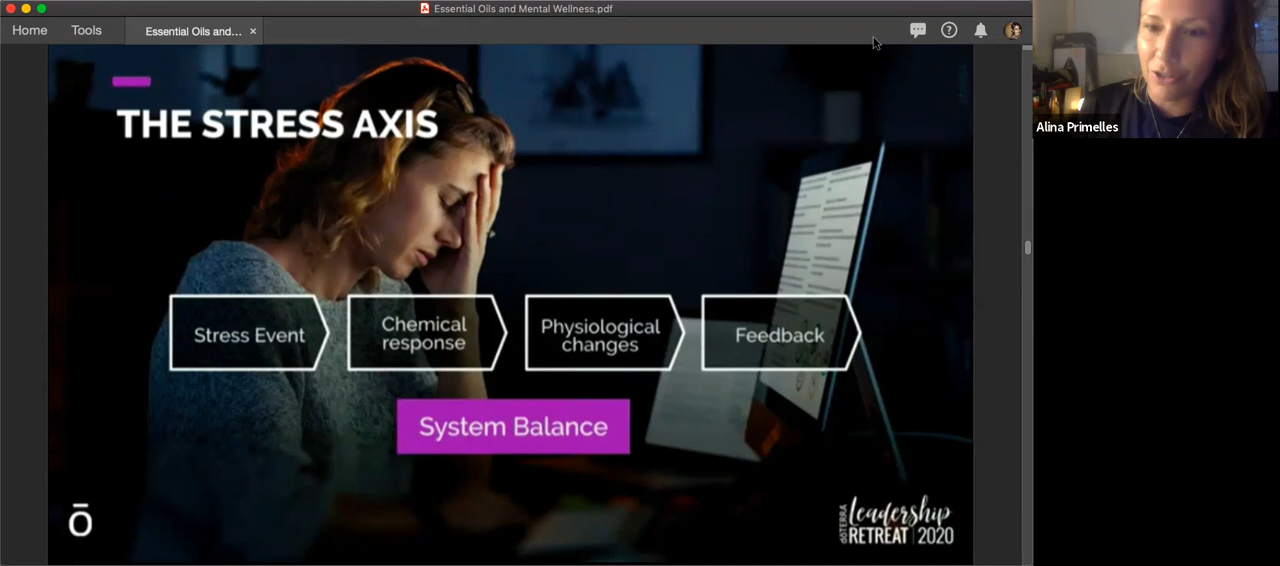 Essential Oils and Mental Wellness.pdf
Home
Tools
Essential Oils and...
THE STRESS AXIS
Stress Event
Chemical
response
Physiological
changes
Feedback
System Balance
ō
dōTERRA
Leadership
RETREAT | 2020
Alina Primelles